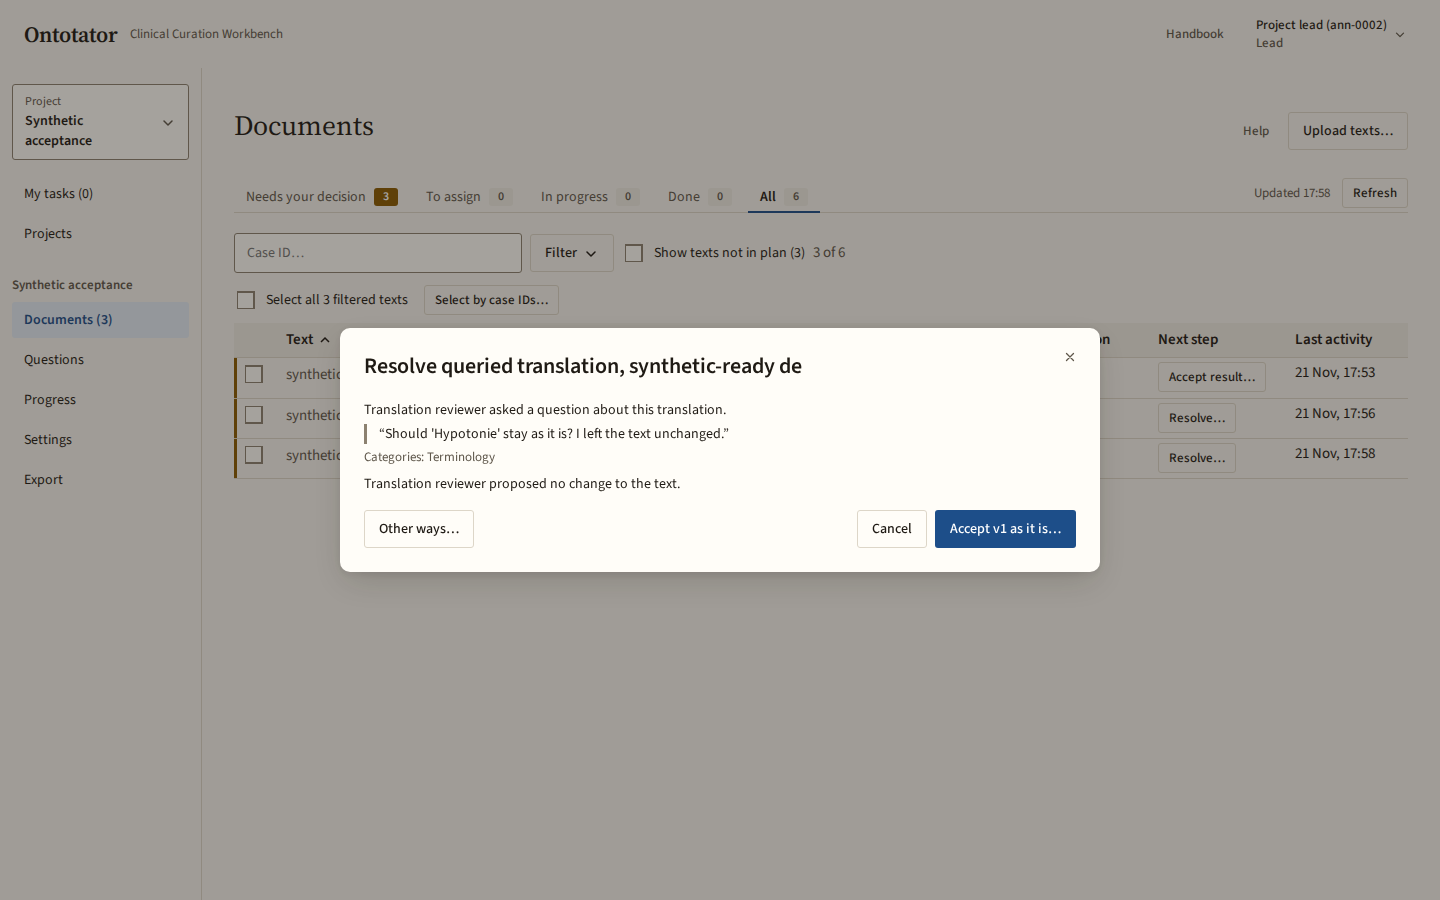 Ontotator Clinical Curation Workbench
Handbook
Project lead (ann-0002)
Lead
Project
Synthetic
acceptance
My tasks (0)
Projects
Synthetic acceptance
Documents (3)
Questions
Progress
Settings
Export
Documents
Help
Upload texts…
Needs your decision 3
To assign 0
In progress 0
Done 0
All 6
Updated 17:58
Refresh
Case ID…
Filter
Show texts not in plan (3) 3 of 6
Select all 3 filtered texts
Select by case IDs…
Text
Next step
Last activity
Accept result…
21 Nov, 17:53
Resolve…
21 Nov, 17:56
Resolve…
21 Nov, 17:58
Resolve queried translation, synthetic-ready de
Translation reviewer asked a question about this translation.
“Should 'Hypotonie' stay as it is? I left the text unchanged.”
Categories: Terminology
Translation reviewer proposed no change to the text.
Other ways…
Cancel
Accept v1 as it is…